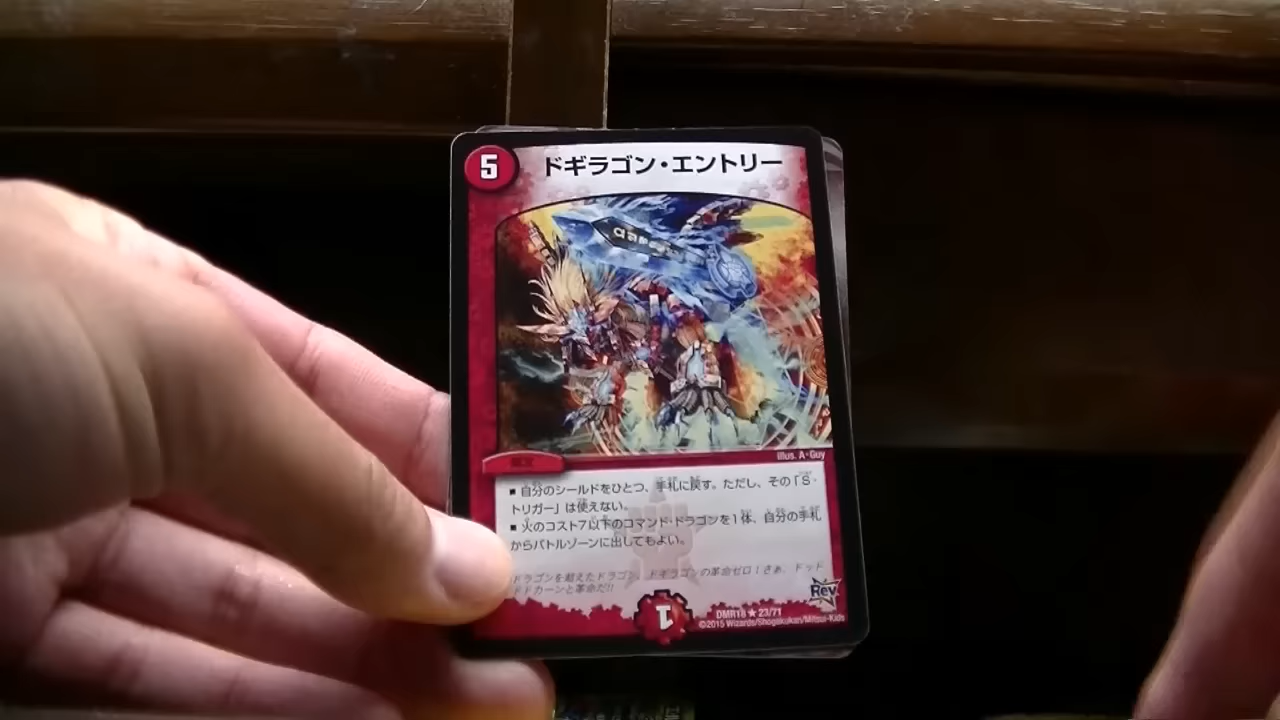 5
ドギラゴン・エントリー
illus. A・Guy
呪文
■ 自分のシールドをひとつ、手札に戻す。ただし、その「S・
トリガー」は使えない。
■ 火のコスト7以下のコマンド・ドラゴンを1体、自分の手札
からバトルゾーンに出してもよい。
ドラゴンを超えたドラゴン、ドギラゴンの革命ゼロ！さあ、ドッド
ドドカーンと革命だ!!
Rev
1
DMR18 ★ 23/71
©2015 Wizards/Shogakukan/Mitsui-Kids